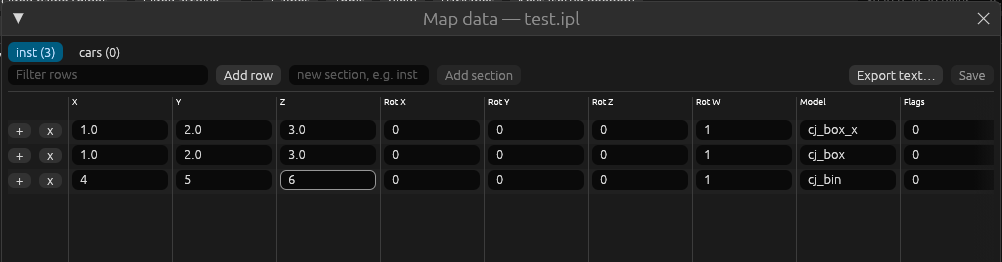 ▼ Map data — test.ipl ×
inst (3) cars (0)
Filter rows Add row new section, e.g. inst Add section Export text... Save
X Y Z Rot X Rot Y Rot Z Rot W Model Flags
+ x 1.0 2.0 3.0 0 0 0 1 cj_box_x 0
+ x 1.0 2.0 3.0 0 0 0 1 cj_box 0
+ x 4 5 6 0 0 0 1 cj_bin 0